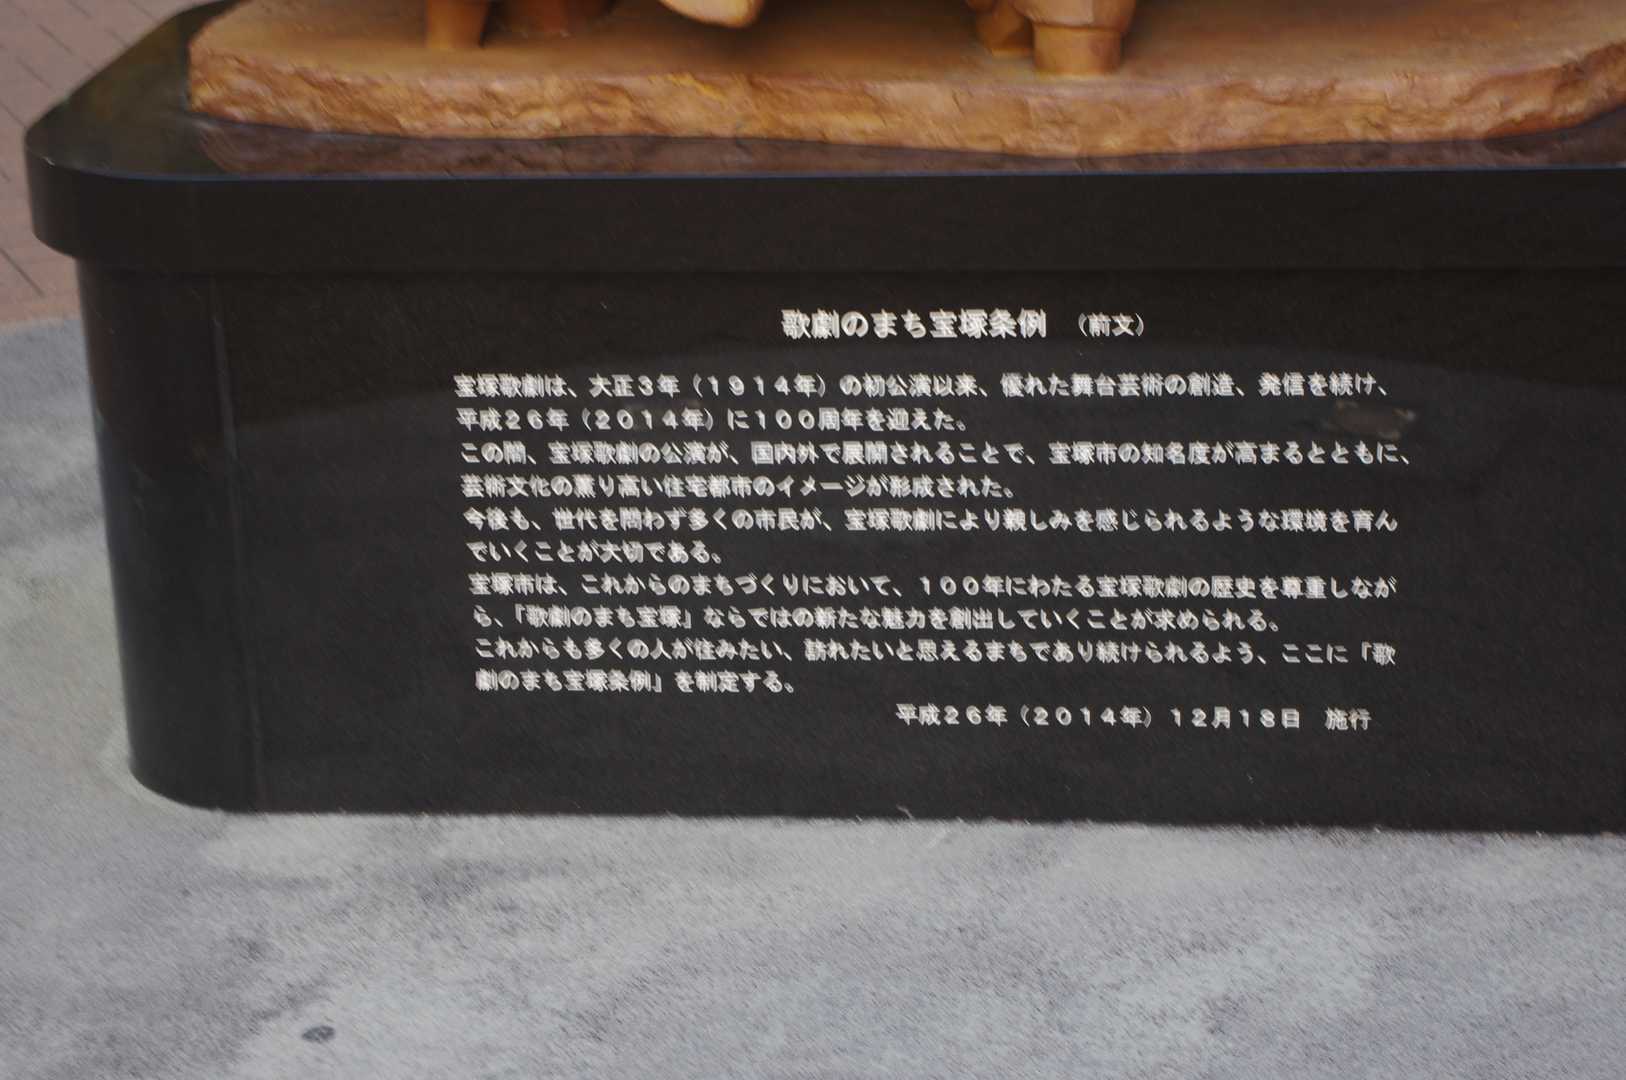 歌劇のまち宝塚条例 （前文）
宝塚歌劇は、大正３年（１９１４年）の初公演以来、優れた舞台芸術の創造、発信を続け、
平成２６年（２０１４年）に１００周年を迎えた。
この間、宝塚歌劇の公演が、国内外で展開されることで、宝塚市の知名度が高まるとともに、
芸術文化の薫り高い住宅都市のイメージが形成された。
今後も、世代を問わず多くの市民が、宝塚歌劇により親しみを感じられるような環境を育ん
でいくことが大切である。
宝塚市は、これからのまちづくりにおいて、１００年にわたる宝塚歌劇の歴史を尊重しなが
ら、「歌劇のまち宝塚」ならではの新たな魅力を創出していくことが求められる。
これからも多くの人が住みたい、訪れたいと思えるまちであり続けられるよう、ここに「歌
劇のまち宝塚条例」を制定する。
平成２６年（２０１４年）１２月１８日 施行